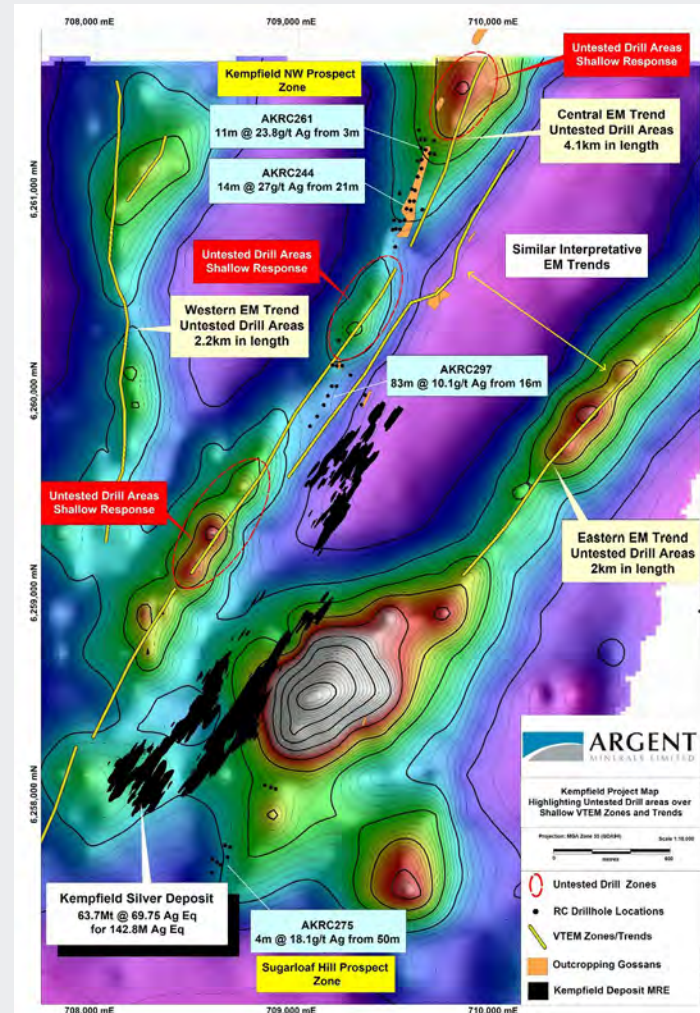 708,000 mE
709,000 mE
710,000 mE
Kempfield NW Prospect
Zone
Untested Drill Areas
Shallow Response
AKRC261
11m @ 23.8g/t Ag from 3m
Central EM Trend
Untested Drill Areas
4.1km in length
AKRC244
14m @ 27g/t Ag from 21m
6,261,000 mN
Untested Drill Areas
Shallow Response
Similar Interpretative
EM Trends
Western EM Trend
Untested Drill Areas
2.2km in length
AKRC297
83m @ 10.1g/t Ag from 16m
6,260,000 mN
Untested Drill Areas
Shallow Response
Eastern EM Trend
Untested Drill Areas
2km in length
6,259,000 mN
6,258,000 mN
ARGENT
MINERALS LIMITED
Kempfield Project Map
Highlighting Untested Drill areas over
Shallow VTEM Zones and Trends
Scale 1:10,000
Untested Drill Zones
RC Drillhole Locations
VTEM Zones/Trends
Outcropping Gossans
Kempfield Deposit MRE
Kempfield Silver Deposit
63.7Mt @ 69.75 Ag Eq
for 142.8M Ag Eq
AKRC275
4m @ 18.1g/t Ag from 50m
Sugarloaf Hill Prospect
Zone
708,000 mE
709,000 mE
710,000 mE